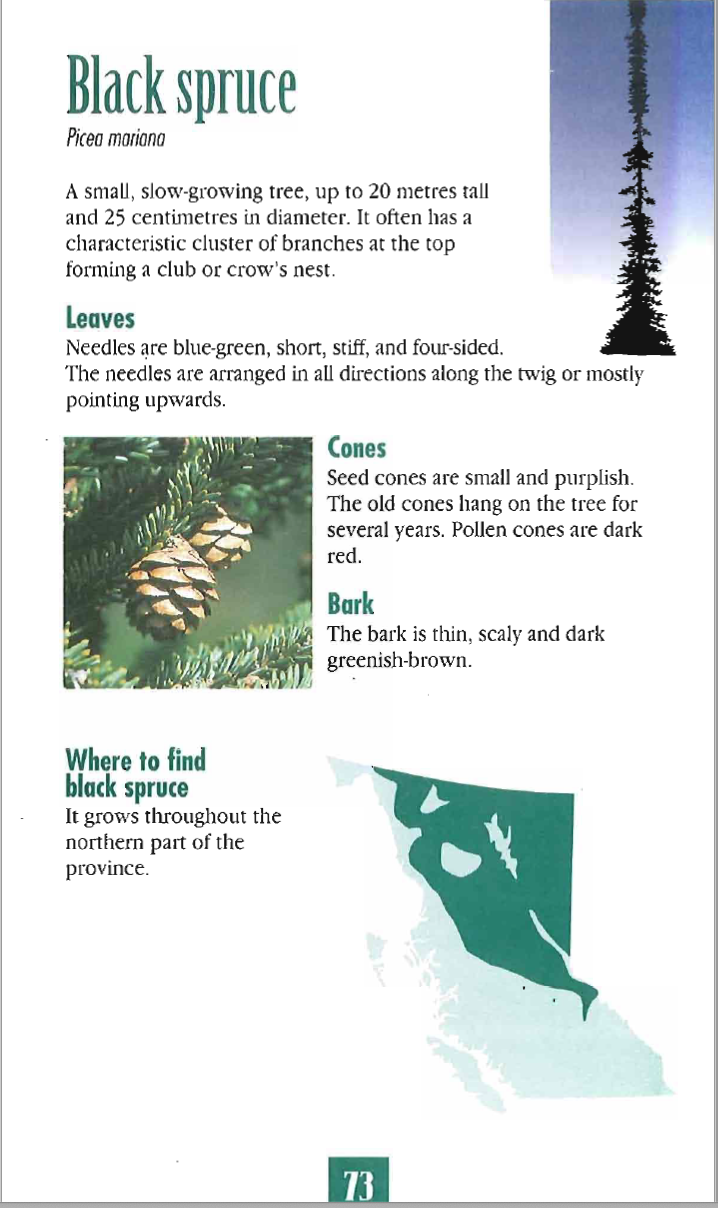 Black spruce
Picea mariana
A small, slow-growing tree, up to 20 metres tall
and 25 centimetres in diameter. It often has a
characteristic cluster of branches at the top
forming a club or crow's nest.
Leaves
Needles are blue-green, short, stiff, and four-sided.
The needles are arranged in all directions along the twig or mostly
pointing upwards.
Cones
Seed cones are small and purplish.
The old cones hang on the tree for
several years. Pollen cones are dark
red.
Bark
The bark is thin, scaly and dark
greenish-brown.
Where to find
black spruce
It grows throughout the
northern part of the
province.
73